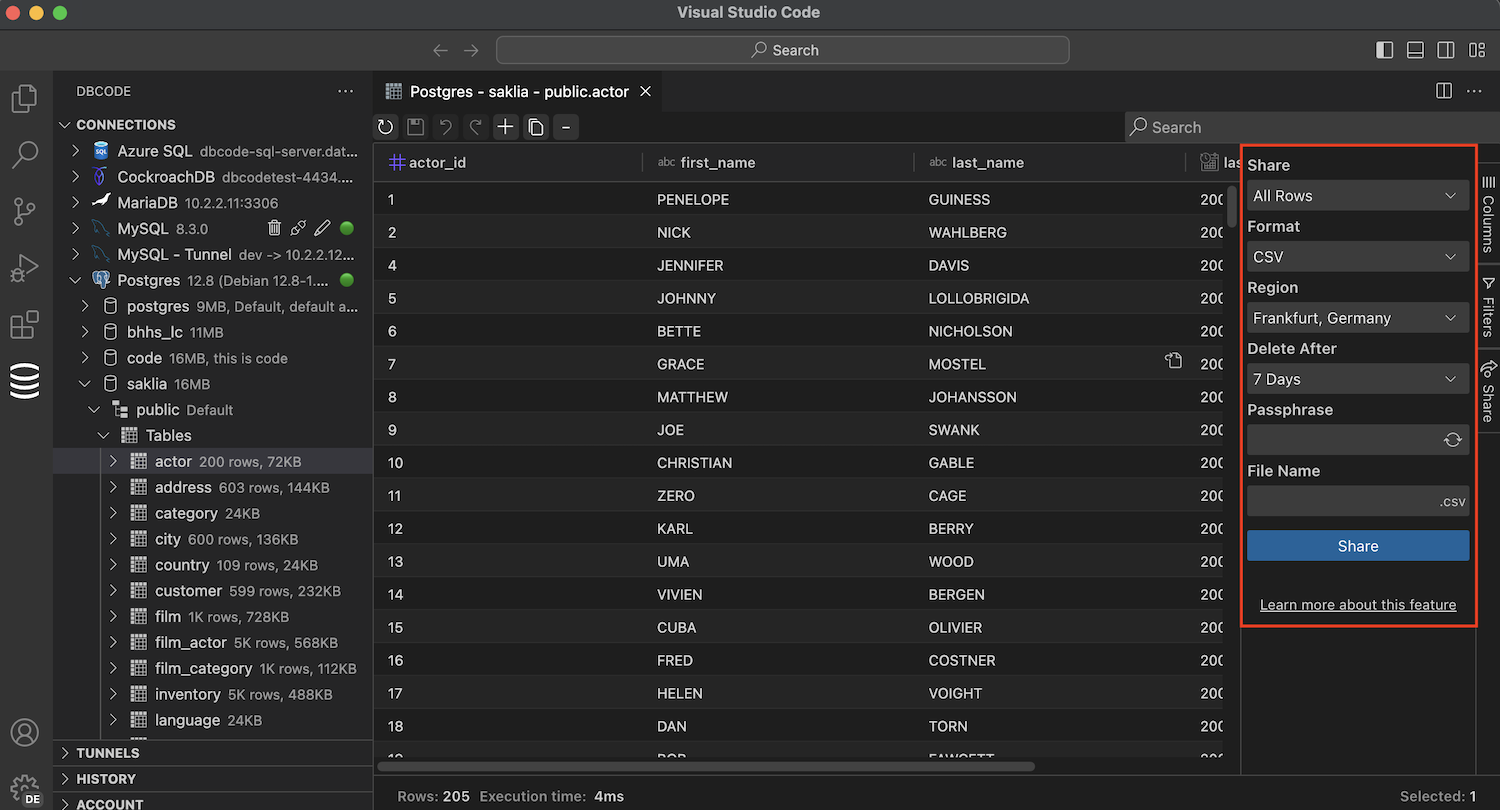 Visual Studio Code
Search
DBCODE
CONNECTIONS
Azure SQL dbcode-sql-server.dat...
CockroachDB dbcodetest-4434....
MariaDB 10.2.2.11:3306
MySQL 8.3.0
MySQL - Tunnel dev -> 10.2.2.12...
Postgres 12.8 (Debian 12.8-1....
postgres 9MB, Default, default a...
bhhs_lc 11MB
code 16MB, this is code
saklia 16MB
public Default
Tables
actor 200 rows, 72KB
address 603 rows, 144KB
category 24KB
city 600 rows, 136KB
country 109 rows, 24KB
customer 599 rows, 232KB
film 1K rows, 728KB
film_actor 5K rows, 568KB
film_category 1K rows, 112KB
inventory 5K rows, 488KB
language 24KB
TUNNELS
HISTORY
ACCOUNT
DE
Postgres - saklia - public.actor
Search
actor_id abc first_name abc last_name las
1 PENELOPE GUINESS 200
2 NICK WAHLBERG 200
4 JENNIFER DAVIS 200
5 JOHNNY LOLLOBRIGIDA 200
6 BETTE NICHOLSON 200
7 GRACE MOSTEL 200
8 MATTHEW JOHANSSON 200
9 JOE SWANK 200
10 CHRISTIAN GABLE 200
11 ZERO CAGE 200
12 KARL BERRY 200
13 UMA WOOD 200
14 VIVIEN BERGEN 200
15 CUBA OLIVIER 200
16 FRED COSTNER 200
17 HELEN VOIGHT 200
18 DAN TORN 200
Share
All Rows
Format
CSV
Region
Frankfurt, Germany
Delete After
7 Days
Passphrase
File Name
.csv
Share
Learn more about this feature
Columns
Filters
Share
Rows: 205 Execution time: 4ms
Selected: 1